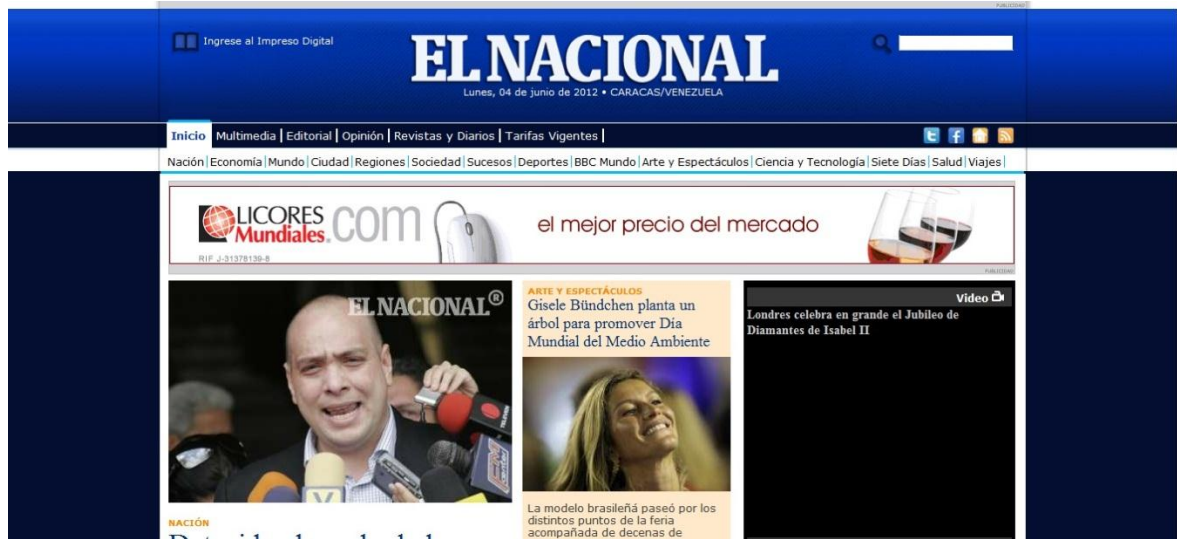 PUBLICIDAD
Ingrese al Impreso Digital
EL NACIONAL
Lunes, 04 de junio de 2012 • CARACAS/VENEZUELA
Inicio Multimedia | Editorial | Opinión | Revistas y Diarios | Tarifas Vigentes |
Nación | Economía | Mundo | Ciudad | Regiones | Sociedad | Sucesos | Deportes | BBC Mundo | Arte y Espectáculos | Ciencia y Tecnología | Siete Días | Salud | Viajes |
LICORES
Mundiales.com
el mejor precio del mercado
RIF J-31378139-8
PUBLICIDAD
EL NACIONAL®
NACIÓN
ARTE Y ESPECTÁCULOS
Gisele Bündchen planta un
árbol para promover Día
Mundial del Medio Ambiente
La modelo brasileñá paseó por los
distintos puntos de la feria
acompañada de decenas de
Video
Londres celebra en grande el Jubileo de
Diamantes de Isabel II